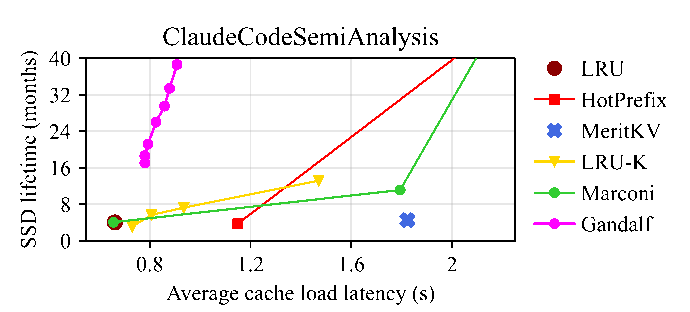 ClaudeCodeSemiAnalysis
SSD lifetime (months)
40
32
24
16
8
0
0.8
1.2
1.6
2
Average cache load latency (s)
LRU
HotPrefix
MeritKV
LRU-K
Marconi
Gandalf